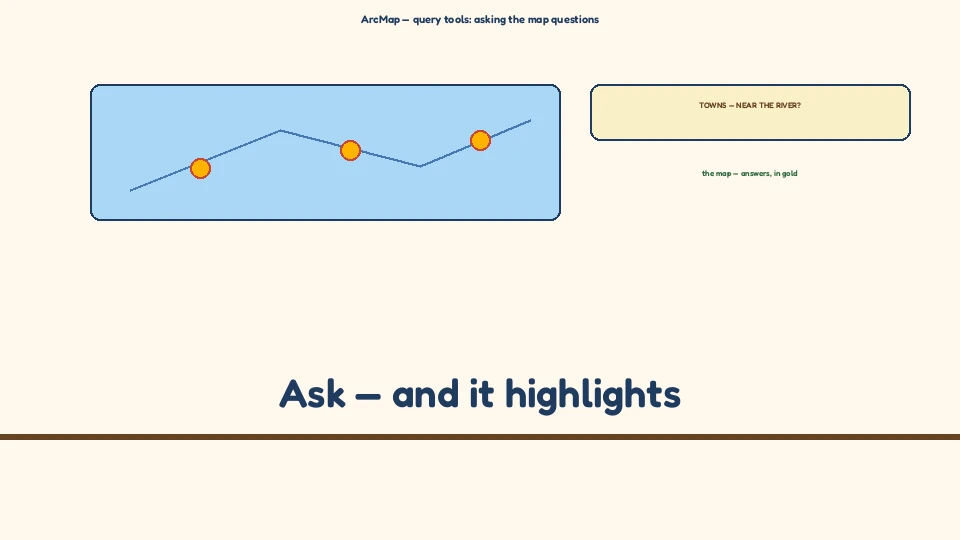 ArcMap — query tools: asking the map questions
TOWNS — NEAR THE RIVER?
the map — answers, in gold
Ask — and it highlights